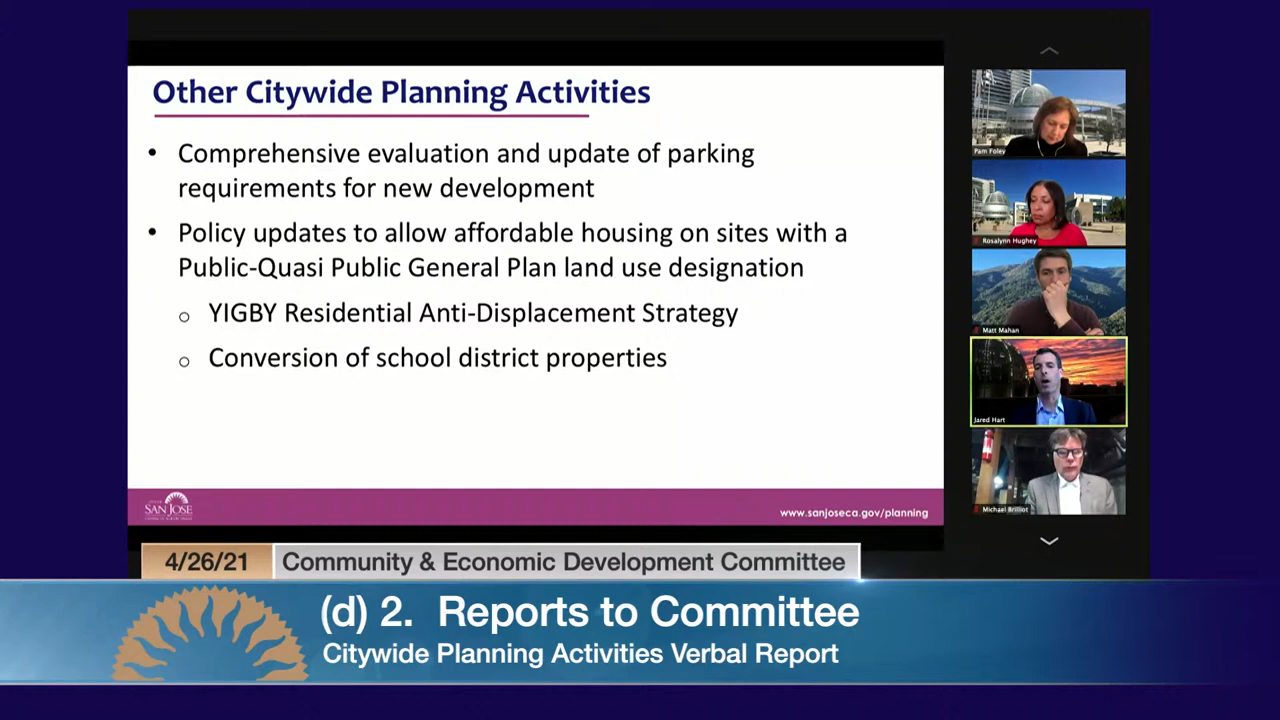 Other Citywide Planning Activities
• Comprehensive evaluation and update of parking
requirements for new development
• Policy updates to allow affordable housing on sites with a
Public-Quasi Public General Plan land use designation
o YIGBY Residential Anti-Displacement Strategy
o Conversion of school district properties
SAN JOSE
www.sanjoseca.gov/planning
Pam Foley
Rosalynn Hughey
Matt Mahan
Jared Hart
Michael Brilliot
4/26/21
Community & Economic Development Committee
(d) 2. Reports to Committee
Citywide Planning Activities Verbal Report